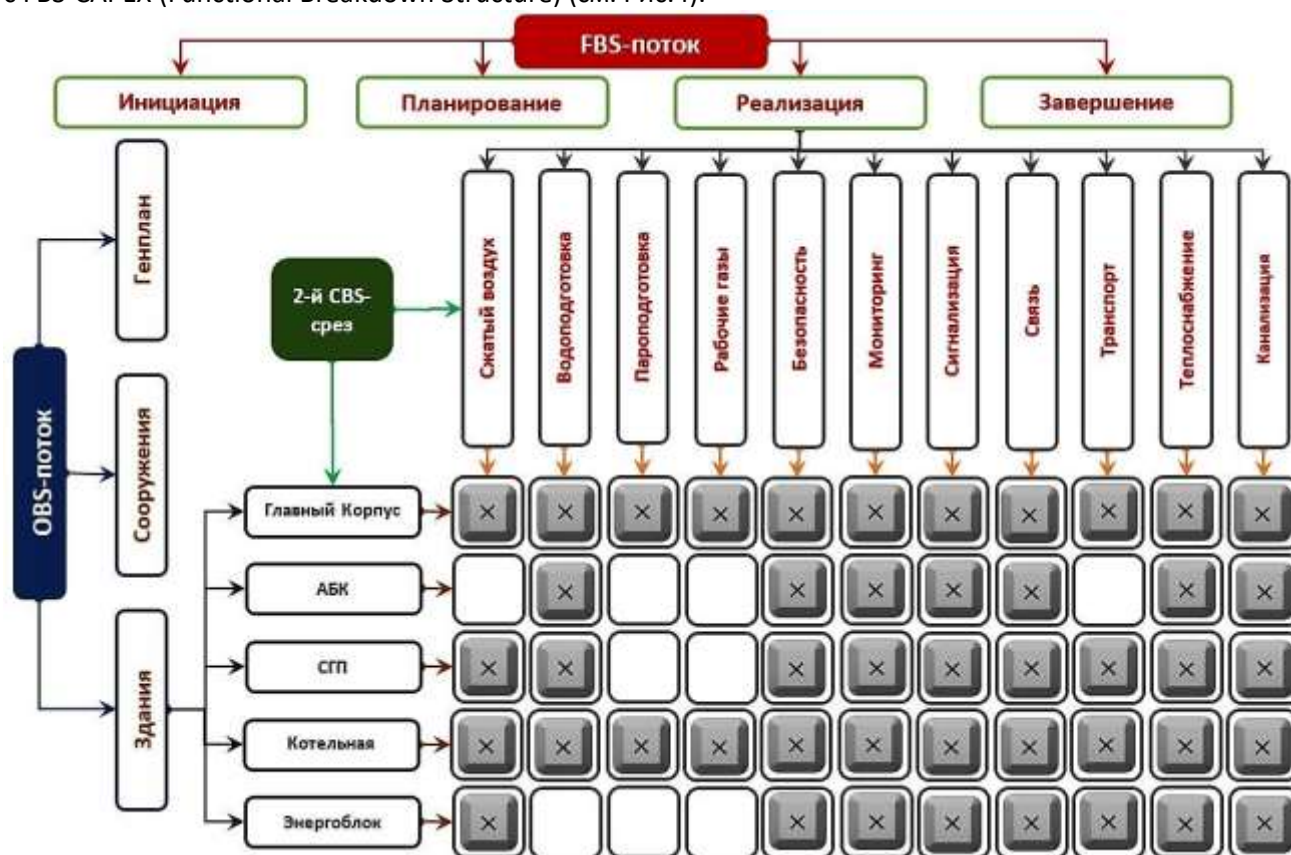 FBS-поток
Инициация
Планирование
Реализация
Завершение
Генплан
Сооружения
Здания
OBS-поток
2-й CBS-
срез
Сжатый воздух
Водоподготовка
Пароподготовка
Рабочие газы
Безопасность
Мониторинг
Сигнализация
Связь
Транспорт
Теплоснабжение
Канализация
Главный Корпус
× × × × × × × × × × ×
АБК
× × × × × × ×
СГП
× × × × × × × × ×
Котельная
× × × × × × × × × × ×
Энергоблок
× × × × × × × ×